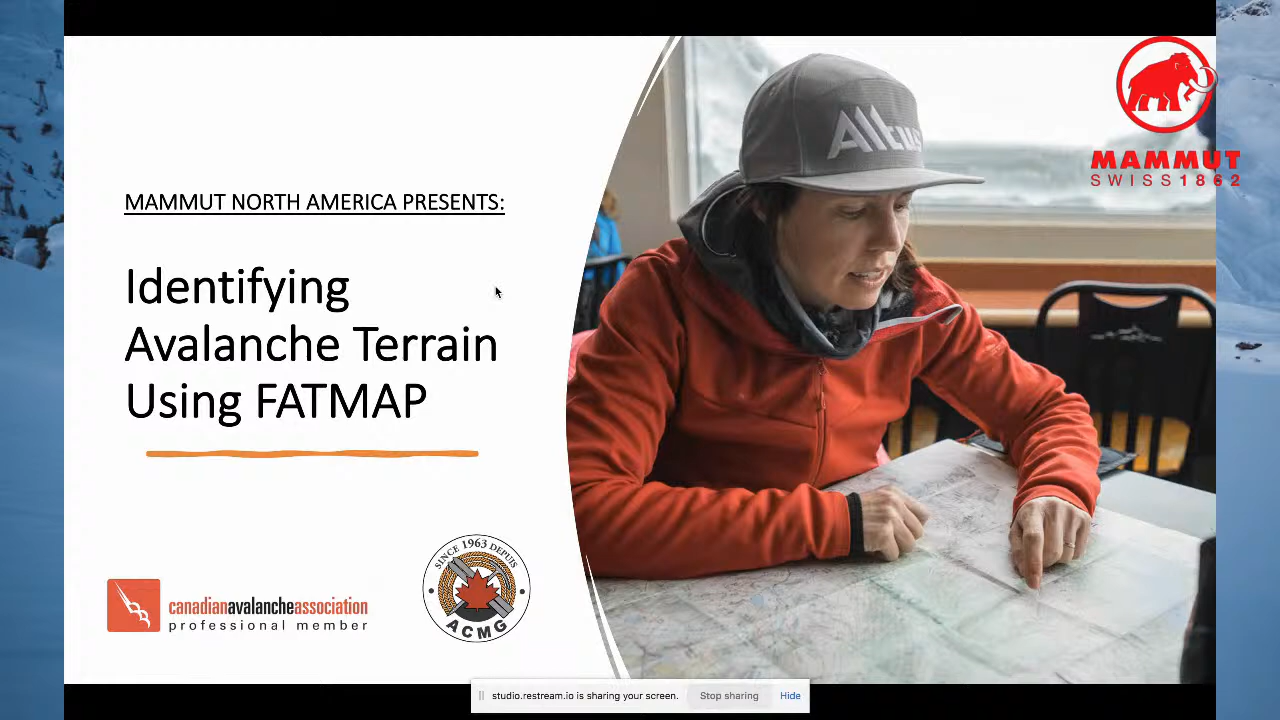 MAMMUT NORTH AMERICA PRESENTS:
Identifying
Avalanche Terrain
Using FATMAP
canadianavalancheassociation
professional member
SINCE 1963 DEPUIS
ACMG
Alltrue
MAMMUT
SWISS 1862
studio.restream.io is sharing your screen.
Stop sharing
Hide